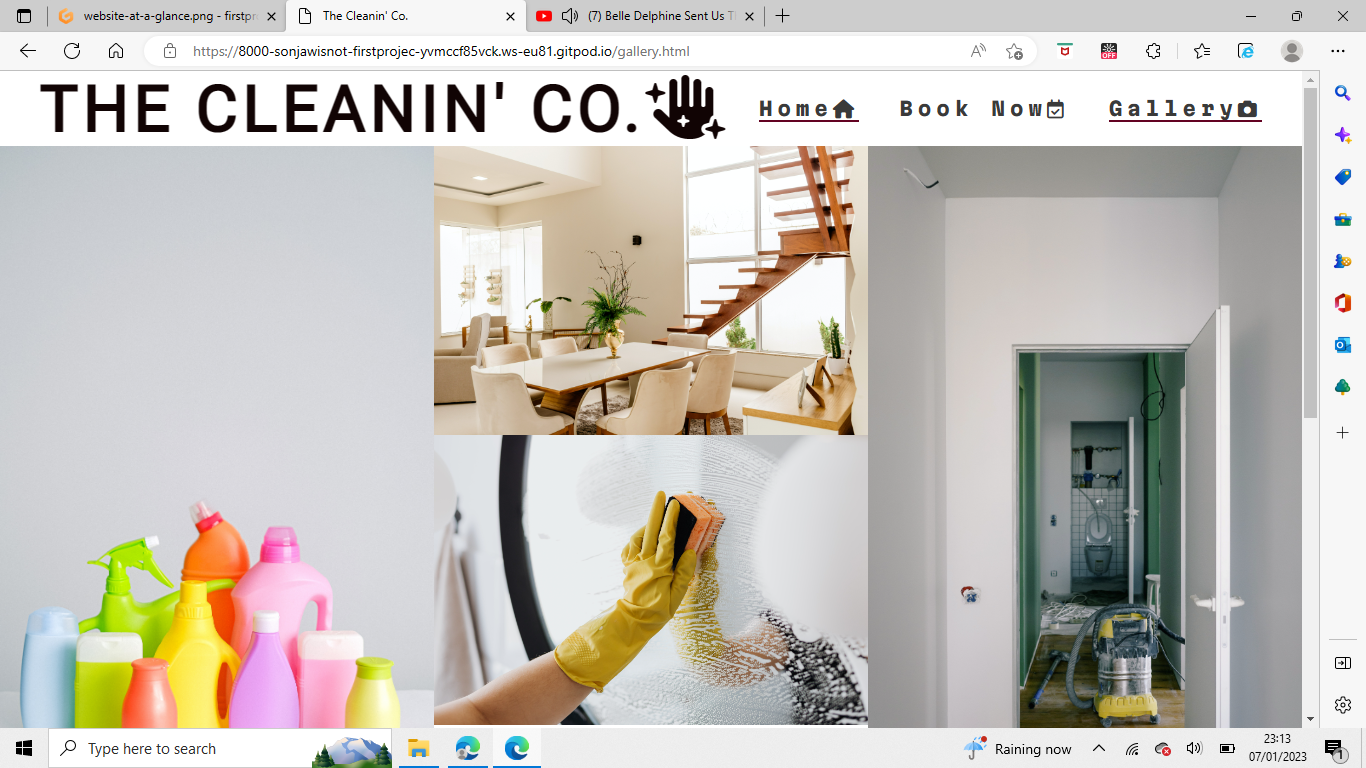 website-at-a-glance.png - firstpr
The Cleanin' Co.
(7) Belle Delphine Sent Us T
https://8000-sonjawisnot-firstprojec-yvmccf85vck.ws-eu81.gitpod.io/gallery.html
OFF
THE CLEANIN' CO.
Home
Book Now
Gallery
Type here to search
Raining now
23:13
07/01/2023
1